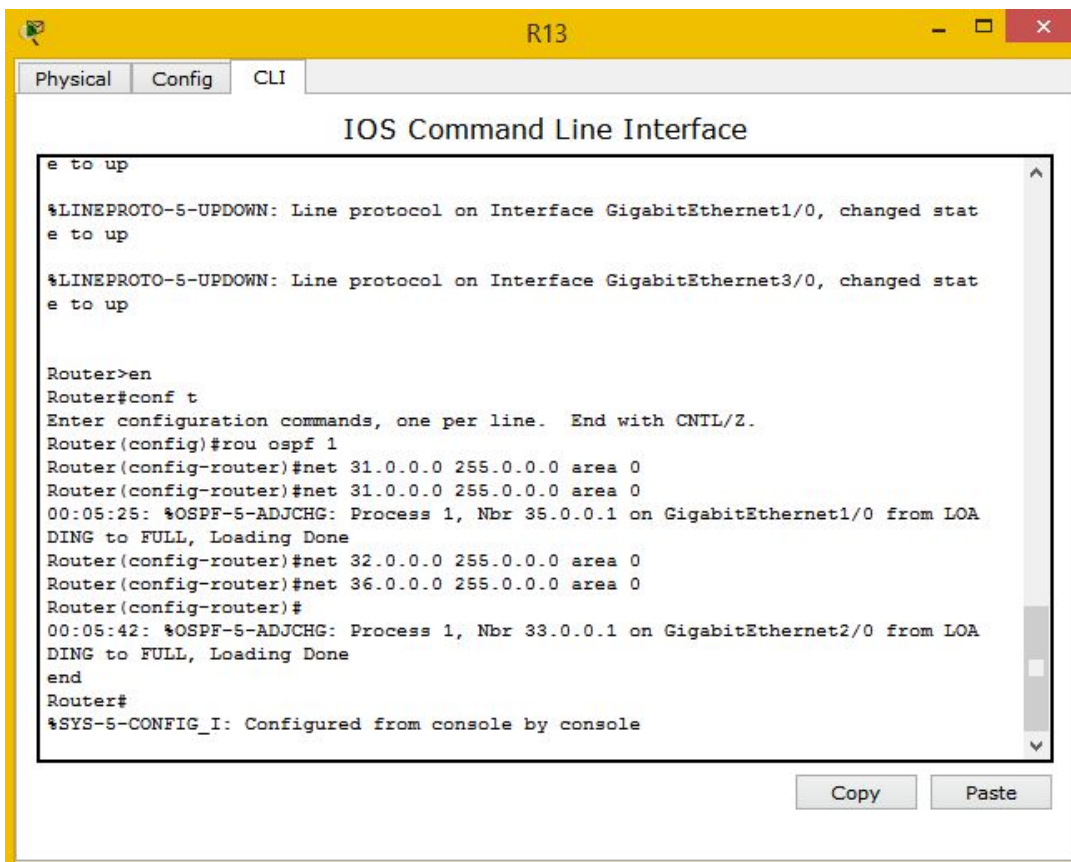 R13
Physical Config CLI
IOS Command Line Interface
e to up
%LINEPROTO-5-UPDOWN: Line protocol on Interface GigabitEthernet1/0, changed stat
e to up
%LINEPROTO-5-UPDOWN: Line protocol on Interface GigabitEthernet3/0, changed stat
e to up
Router>en
Router#conf t
Enter configuration commands, one per line.  End with CNTL/Z.
Router(config)#rou ospf 1
Router(config-router)#net 31.0.0.0 255.0.0.0 area 0
Router(config-router)#net 31.0.0.0 255.0.0.0 area 0
00:05:25: %OSPF-5-ADJCHG: Process 1, Nbr 35.0.0.1 on GigabitEthernet1/0 from LOA
DING to FULL, Loading Done
Router(config-router)#net 32.0.0.0 255.0.0.0 area 0
Router(config-router)#net 36.0.0.0 255.0.0.0 area 0
Router(config-router)#
00:05:42: %OSPF-5-ADJCHG: Process 1, Nbr 33.0.0.1 on GigabitEthernet2/0 from LOA
DING to FULL, Loading Done
end
Router#
%SYS-5-CONFIG_I: Configured from console by console
Copy Paste